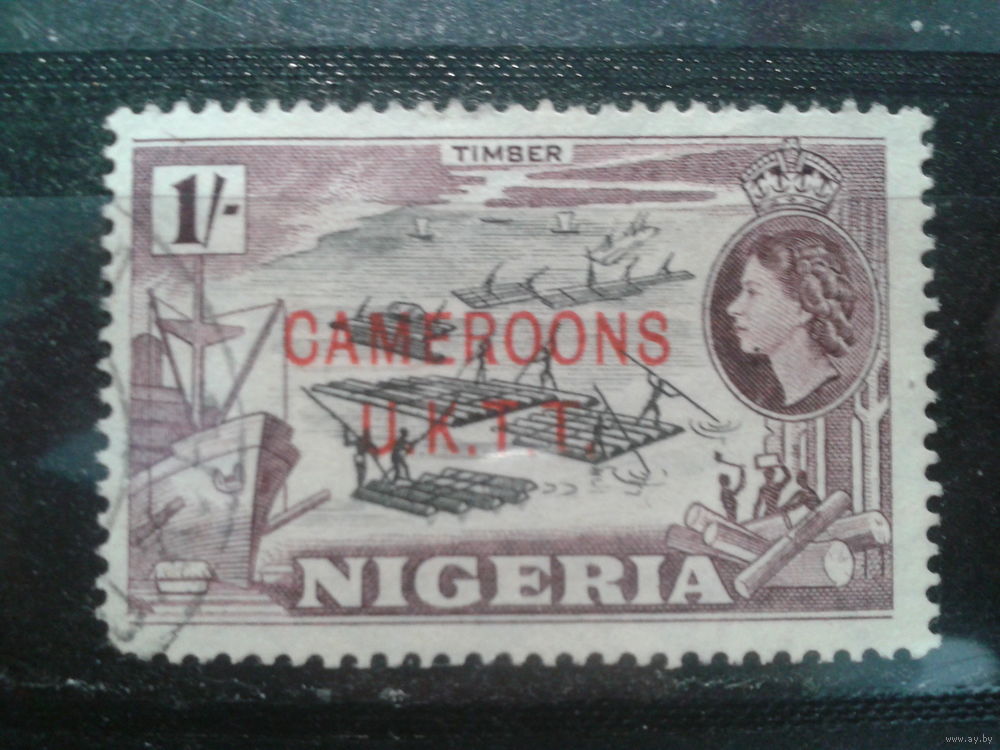 TIMBER
1/-
CAMEROONS
U.K.T.T.
NIGERIA
www.ay.by